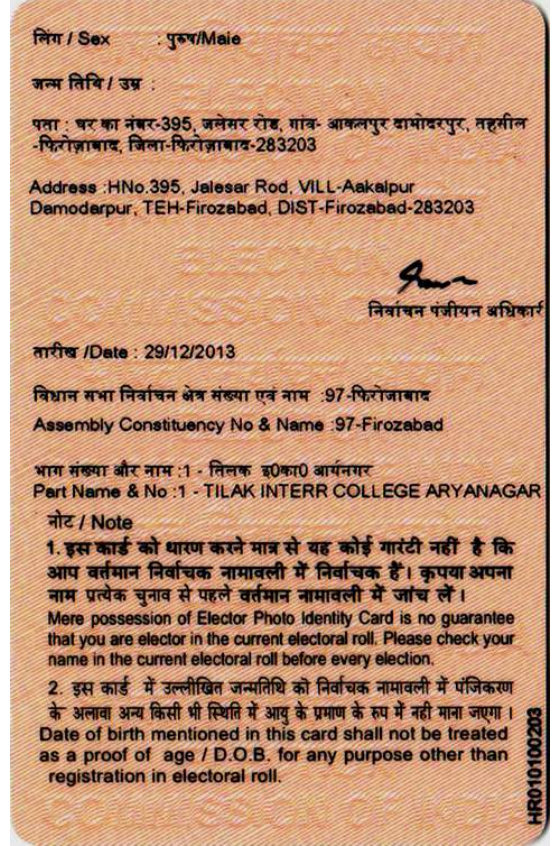 लिंग / Sex : पुरुष/Male
जन्म तिथि / उम्र :
पता : घर का नंबर-395, जलेसर रोड, गांव- आकलपुर दामोदरपुर, तहसील
-फिरोज़ाबाद, जिला-फिरोज़ाबाद-283203
Address :HNo.395, Jalesar Rod, VILL-Aakalpur
Damodarpur, TEH-Firozabad, DIST-Firozabad-283203
निर्वाचन पंजीयन अधिकारी
तारीख /Date : 29/12/2013
विधान सभा निर्वाचन क्षेत्र संख्या एवं नाम :97-फिरोजाबाद
Assembly Constituency No & Name :97-Firozabad
भाग संख्या और नाम :1 - तिलक इ0का0 आर्यनगर
Part Name & No :1 - TILAK INTERR COLLEGE ARYANAGAR
नोट / Note
1. इस कार्ड को धारण करने मात्र से यह कोई गारंटी नहीं है कि
आप वर्तमान निर्वाचक नामावली में निर्वाचक हैं। कृपया अपना
नाम प्रत्येक चुनाव से पहले वर्तमान नामावली में जांच लें।
Mere possession of Elector Photo Identity Card is no guarantee
that you are elector in the current electoral roll. Please check your
name in the current electoral roll before every election.
2. इस कार्ड में उल्लीखित जन्मतिथि को निर्वाचक नामावली में पंजिकरण
के अलावा अन्य किसी भी स्थिति में आयु के प्रमाण के रुप में नही माना जाएगा।
Date of birth mentioned in this card shall not be treated
as a proof of age / D.O.B. for any purpose other than
registration in electoral roll.
HR010100203